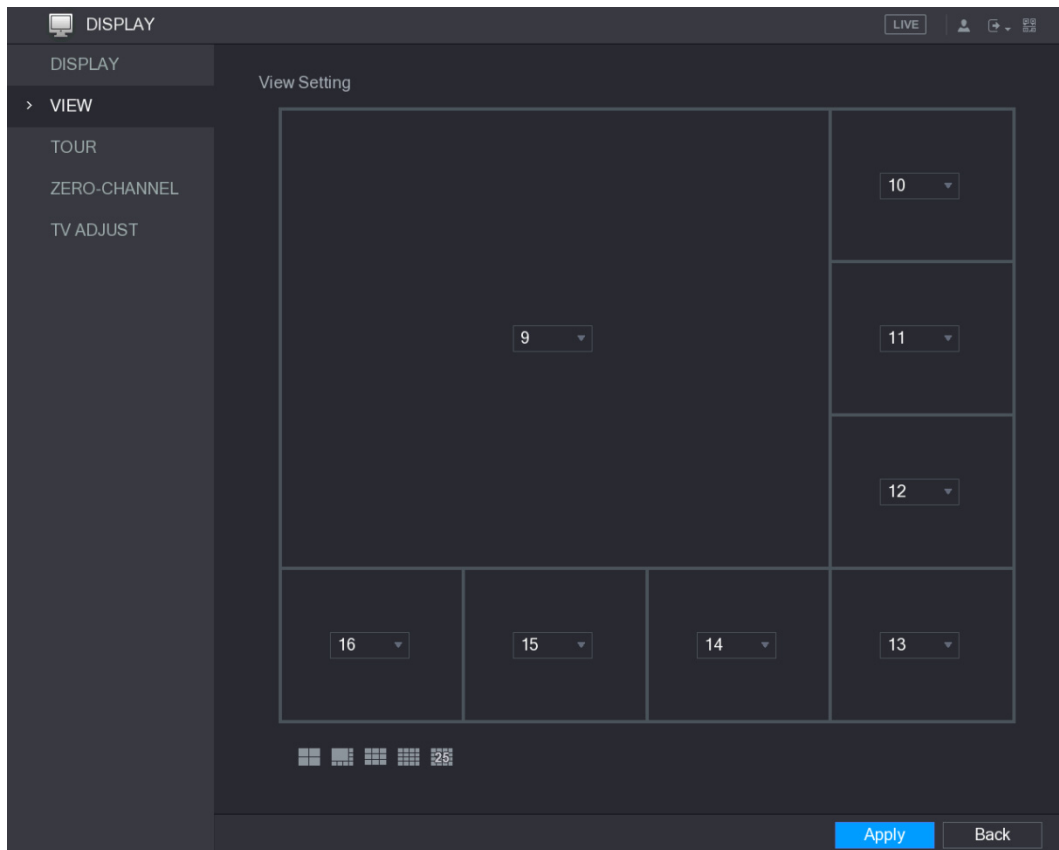 DISPLAY
LIVE
DISPLAY
VIEW
TOUR
ZERO-CHANNEL
TV ADJUST
View Setting
10
9
11
12
16
15
14
13
25
Apply
Back